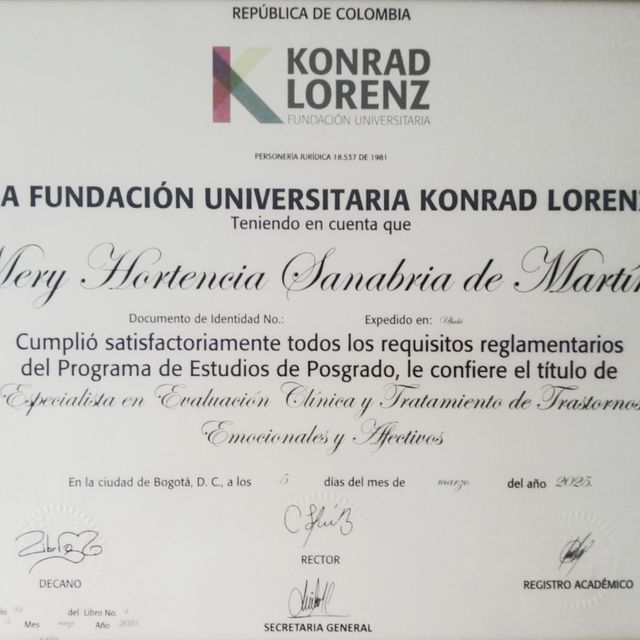 REPÚBLICA DE COLOMBIA
KONRAD
LORENZ
FUNDACIÓN UNIVERSITARIA
PERSONERÍA JURÍDICA 18.537 DE 1981
A FUNDACIÓN UNIVERSITARIA KONRAD LOREN
Teniendo en cuenta que
Mery Hortencia Sanabria de Martín
Documento de Identidad No.: Expedido en:
Cumplió satisfactoriamente todos los requisitos reglamentarios
del Programa de Estudios de Posgrado, le confiere el título de
Especialista en Evaluación Clínica y Tratamiento de Trastornos
Emocionales y Afectivos
En la ciudad de Bogotá, D. C., a los 5 días del mes de marzo del año 2025.
DECANO
RECTOR
REGISTRO ACADÉMICO
SECRETARIA GENERAL
del Libro No.
5 Mes marzo Año 2025